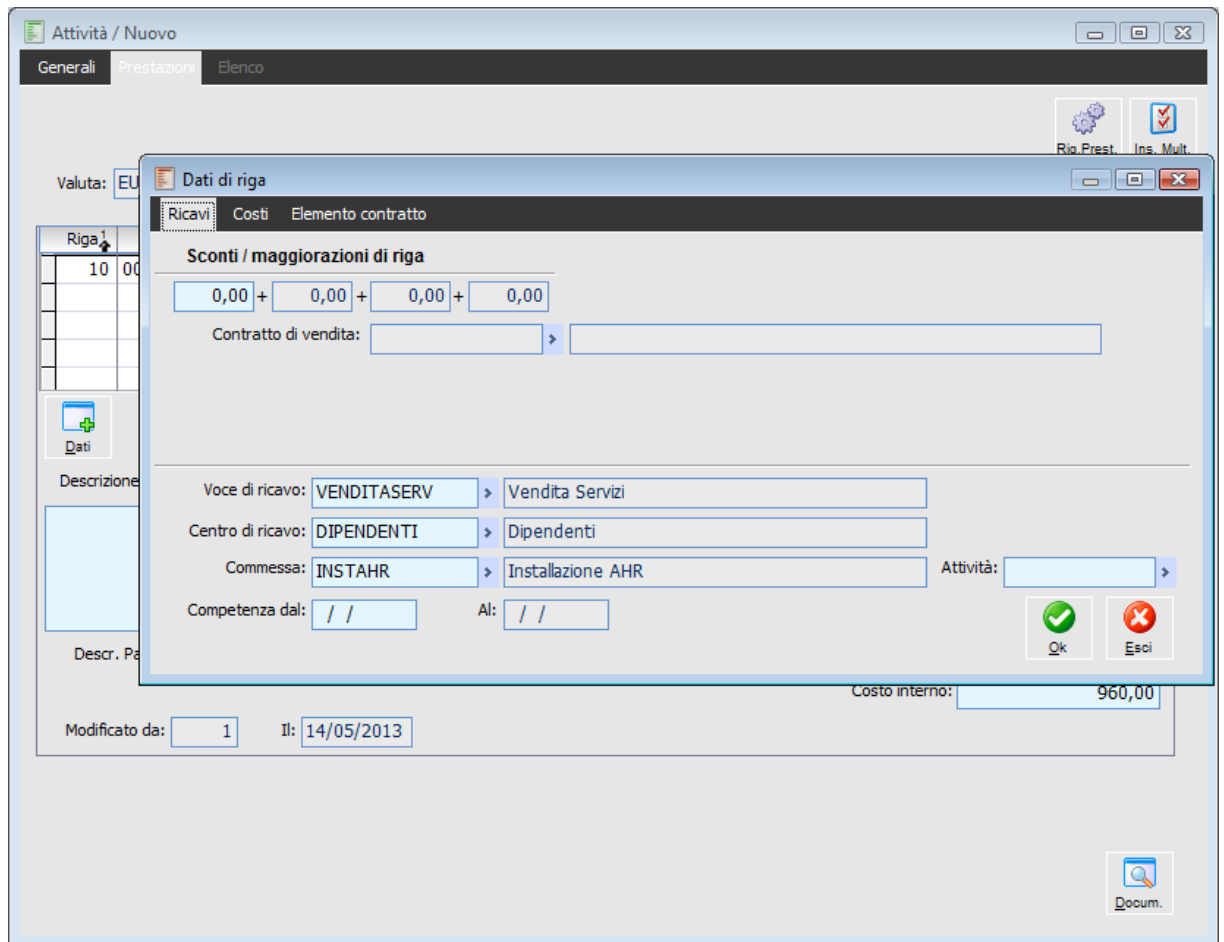 Attività / Nuovo
Generali Prestazioni Elenco
Rig.Prest. Ins. Mult.
Valuta: EU
Dati di riga
Ricavi Costi Elemento contratto
Riga 1
Sconti / maggiorazioni di riga
10 00
0,00 + 0,00 + 0,00 + 0,00
Contratto di vendita:
Dati
Descrizione
Voce di ricavo: VENDITASERV Vendita Servizi
Centro di ricavo: DIPENDENTI Dipendenti
Commessa: INSTAHR Installazione AHR Attività:
Competenza dal: / / Al: / /
Ok Esci
Descr. Pa
Costo interno: 960,00
Modificato da: 1 Il: 14/05/2013
Docum.